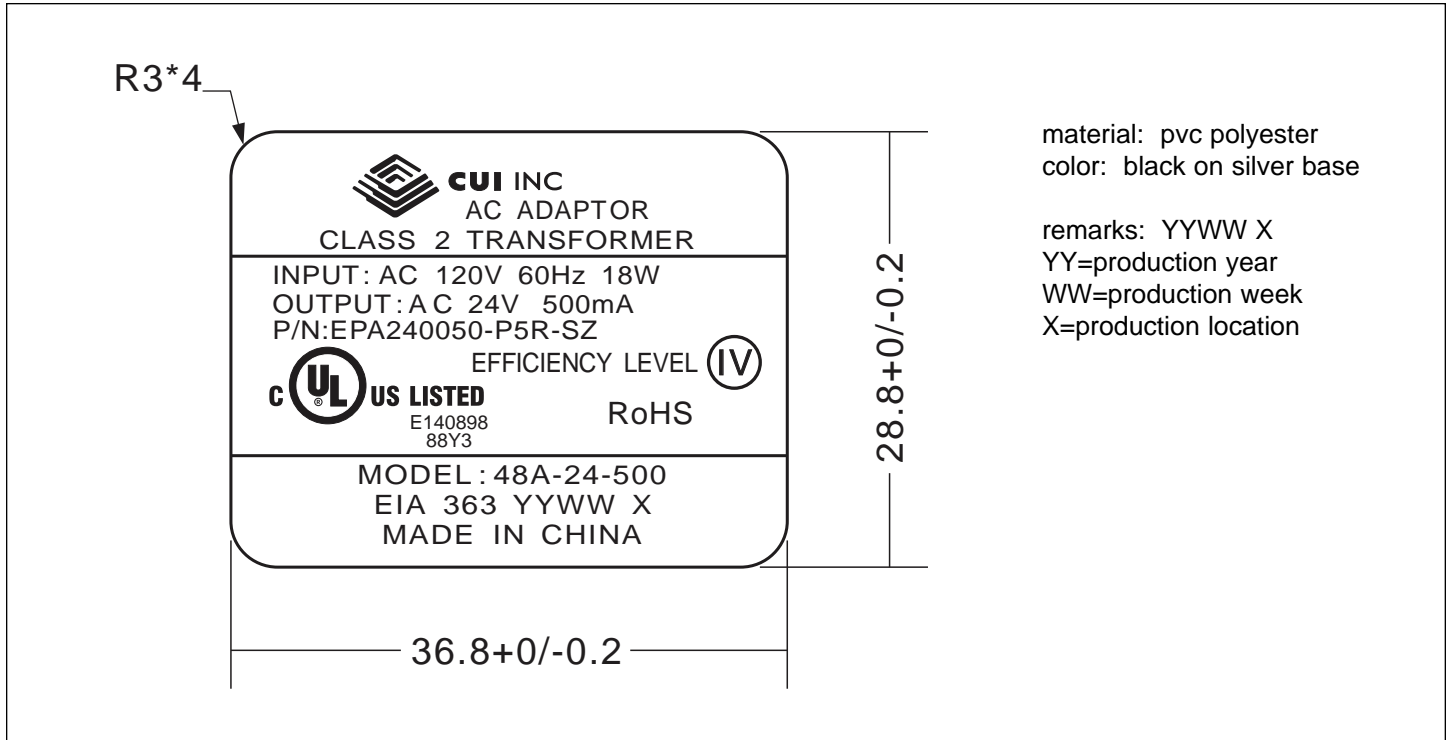 R3*4
CUI INC
AC ADAPTOR
CLASS 2 TRANSFORMER
INPUT: AC 120V 60Hz 18W
OUTPUT: AC 24V 500mA
P/N:EPA240050-P5R-SZ
EFFICIENCY LEVEL IV
C UL ® US LISTED
E140898
88Y3
RoHS
MODEL: 48A-24-500
EIA 363 YYWW X
MADE IN CHINA
28.8+0/-0.2
36.8+0/-0.2
material: pvc polyester
color: black on silver base
remarks: YYWW X
YY=production year
WW=production week
X=production location